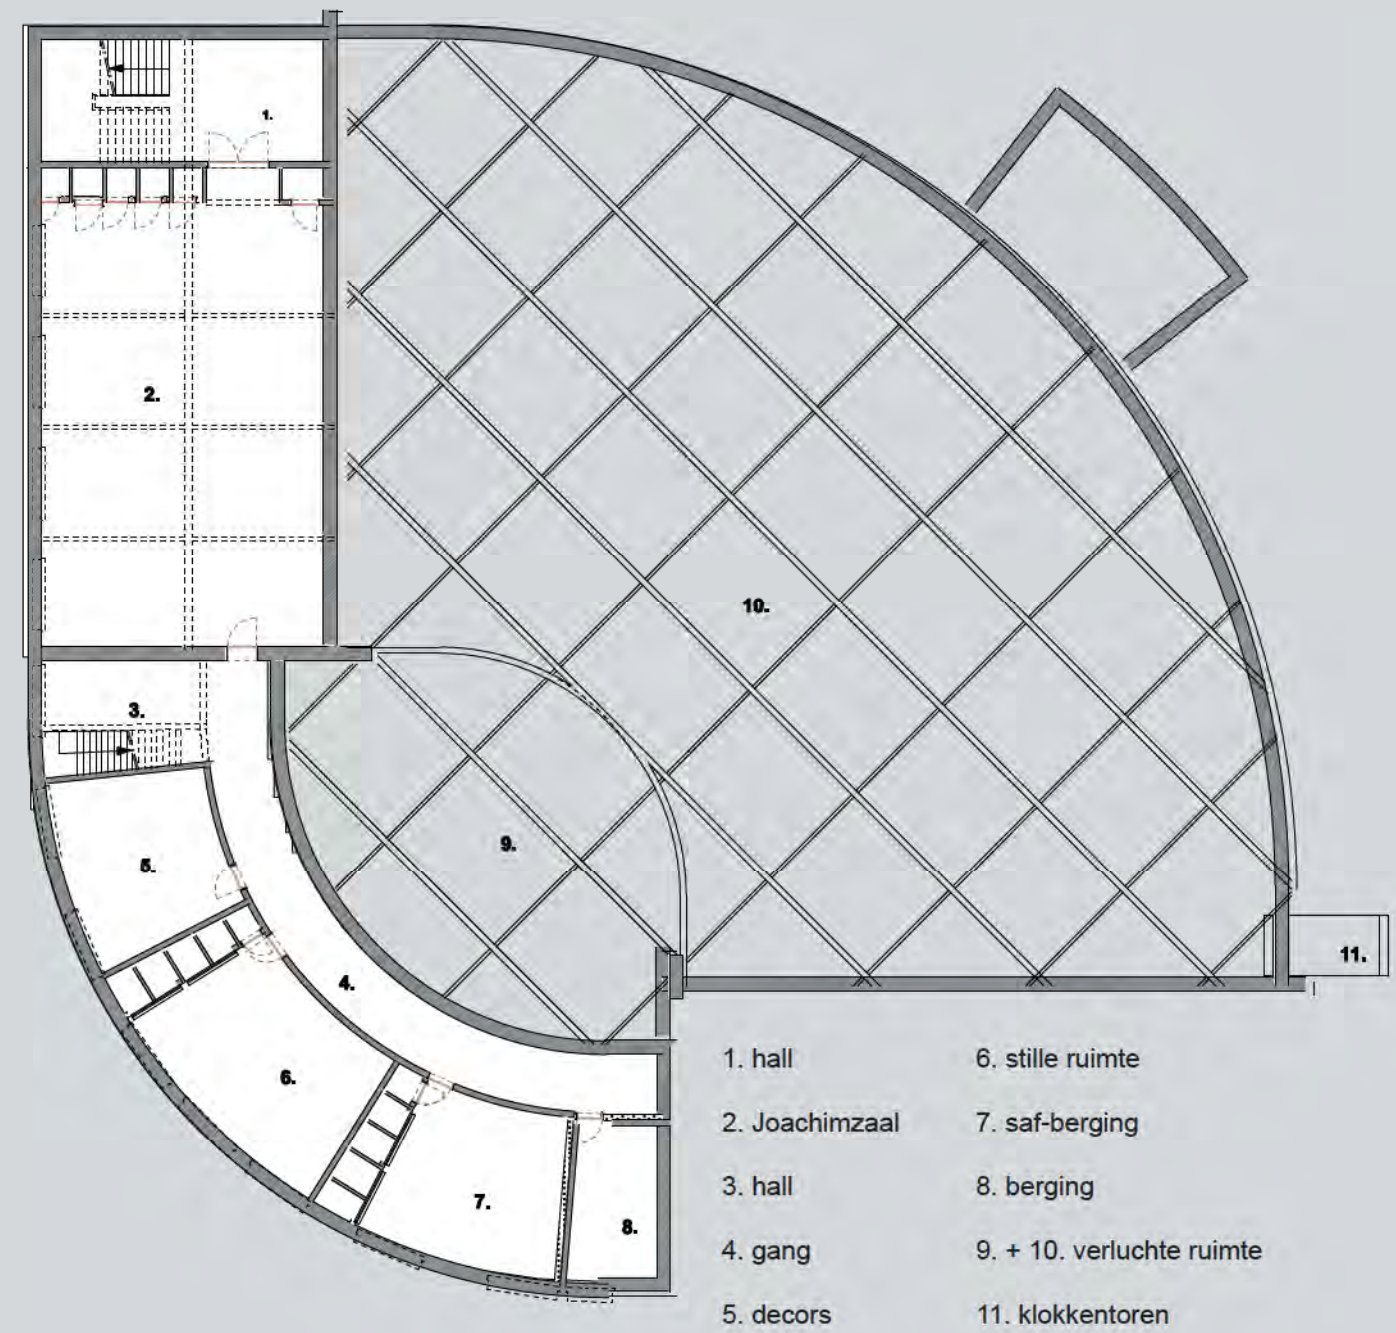 1.
2.
10.
3.
9.
5.
11.
4.
6.
7.
8.
1. hall
2. Joachimzaal
3. hall
4. gang
5. decors
6. stille ruimte
7. saf-berging
8. berging
9. + 10. verluchte ruimte
11. klokkentoren